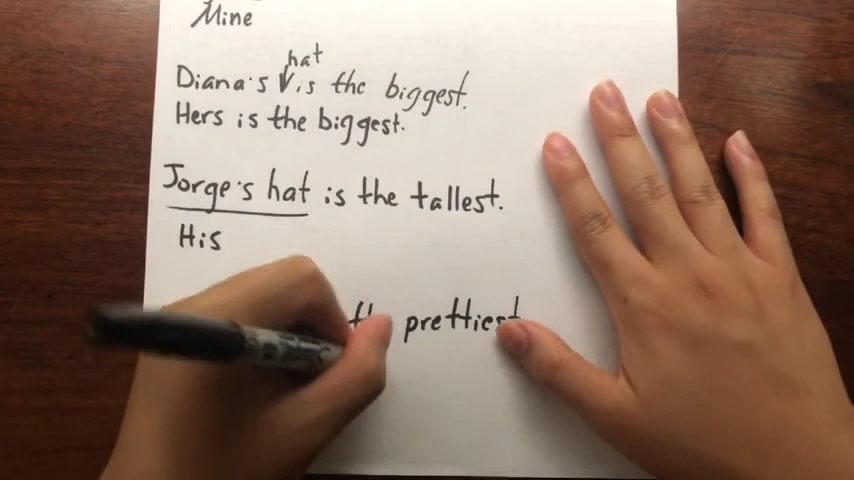 Mine
hat
Diana's is the biggest.
Hers is the biggest.
Jorge's hat is the tallest.
His
prettiest